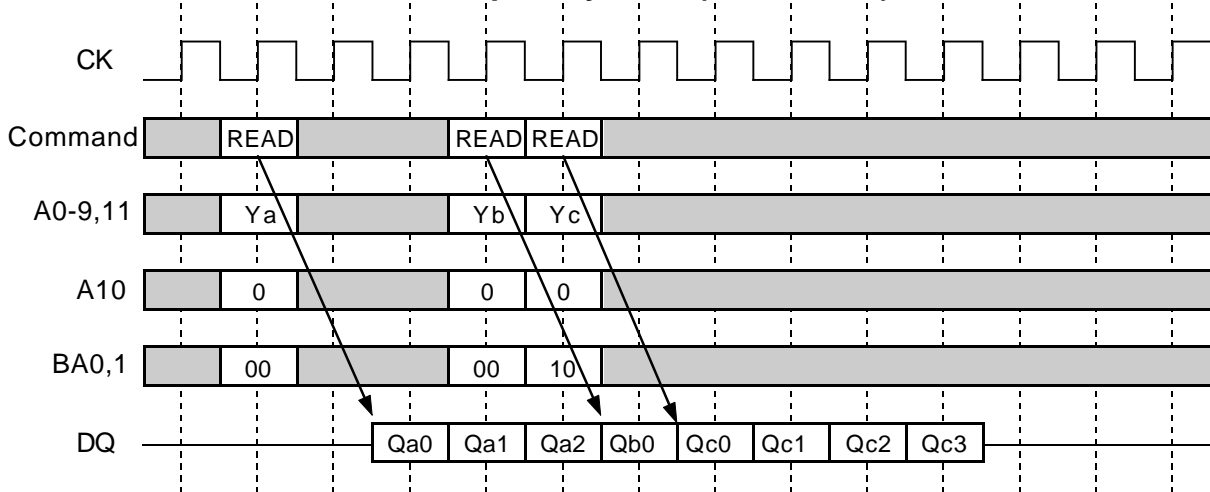 CK
Command READ READ READ
A0-9,11 Ya Yb Yc
A10 0 0 0
BA0,1 00 00 10
DQ Qa0 Qa1 Qa2 Qb0 Qc0 Qc1 Qc2 Qc3